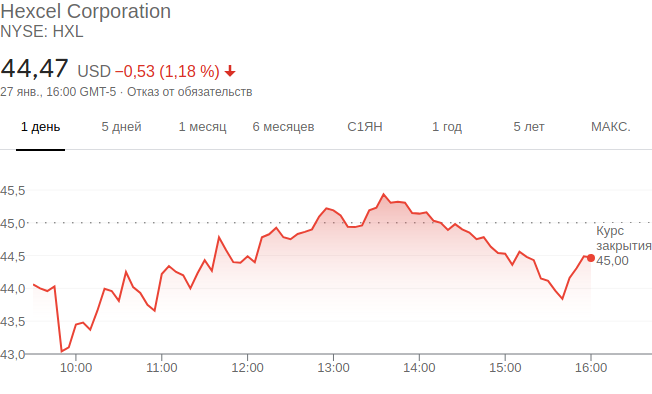 Hexcel Corporation
NYSE: HXL
44,47 USD −0,53 (1,18 %)
27 янв., 16:00 GMT-5 · Отказ от обязательств
1 день 5 дней 1 месяц 6 месяцев С1ЯН 1 год 5 лет МАКС.
45,5
45,0
44,5
44,0
43,5
43,0
Курс
закрытия
45,00
10:00 11:00 12:00 13:00 14:00 15:00 16:00